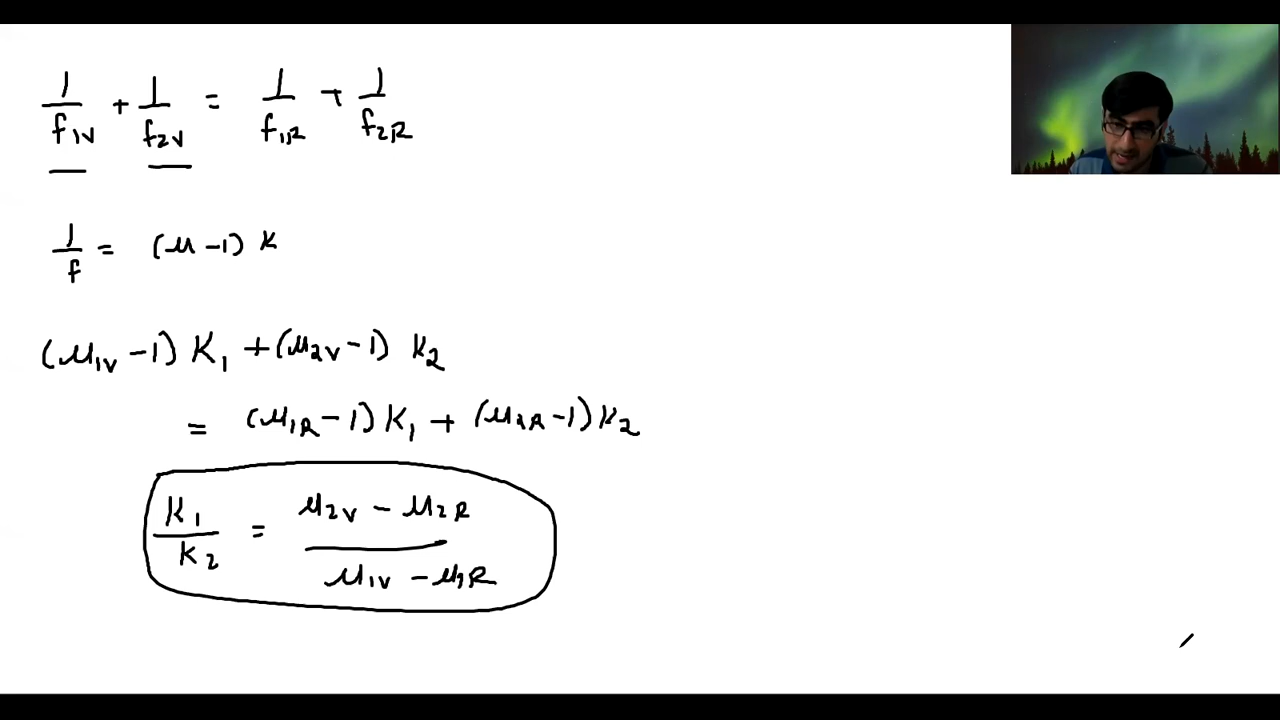 1/f₁ᵥ + 1/f₂ᵥ = 1/f₁R + 1/f₂R
1/f = (μ - 1) K
(μ₁ᵥ - 1) K₁ + (μ₂ᵥ - 1) K₂
= (μ₁R - 1) K₁ + (μ₂R - 1) K₂
K₁/K₂ = (μ₂ᵥ - μ₂R)/(μ₁ᵥ - μ₁R)